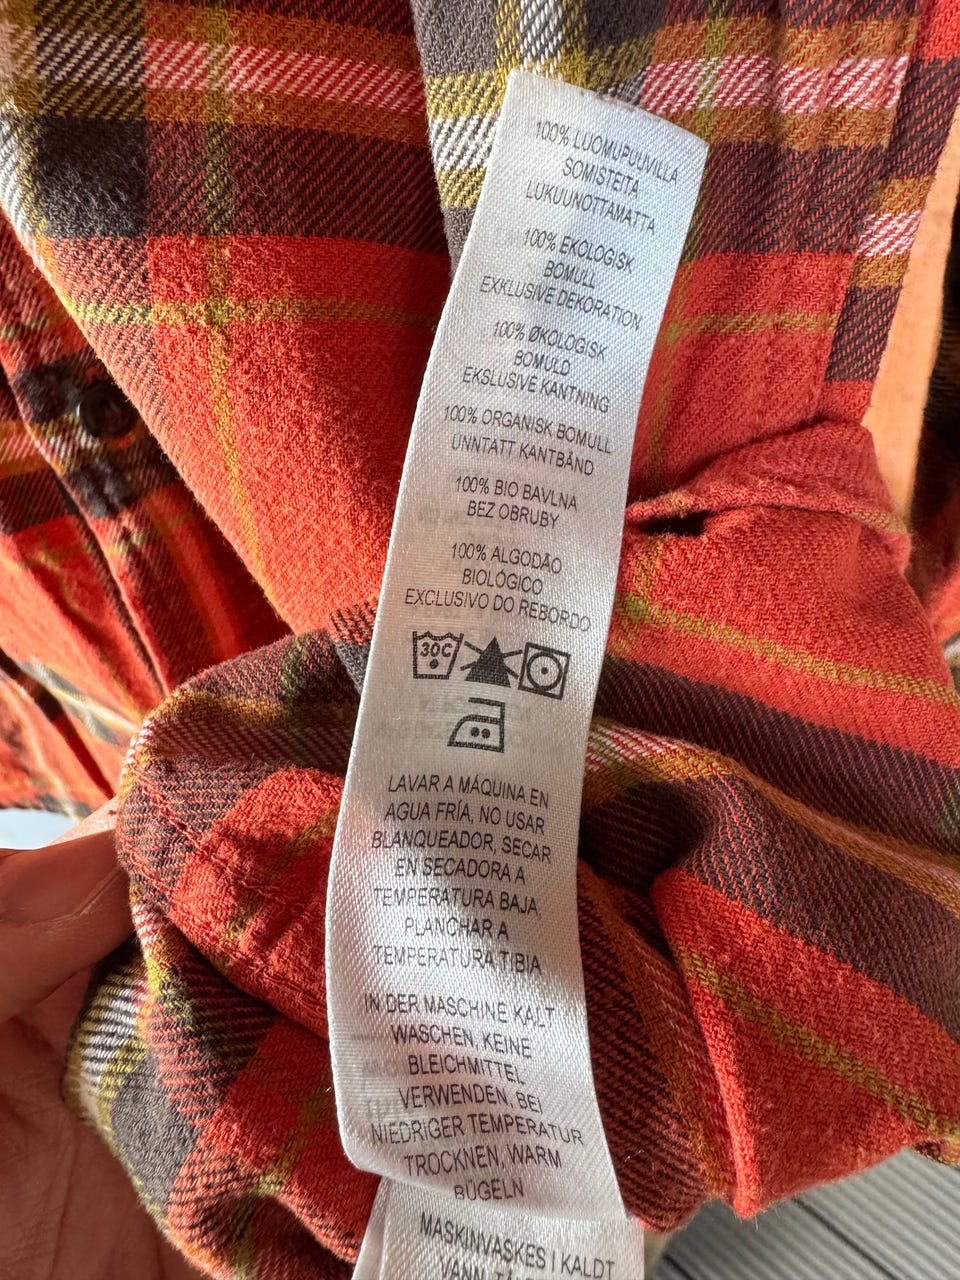 100% LUOMUPUUVILLA
SOMISTEITA
LUKUUNOTTAMATTA
100% EKOLOGISK
BOMULL
EXKLUSIVE DEKORATION
100% ØKOLOGISK
BOMULD
EKSLUSIVE KANTNING
100% ORGANISK BOMULL
UNNTATT KANTBÅND
100% BIO BAVLNA
BEZ OBRUBY
100% ALGODÃO
BIOLÓGICO
EXCLUSIVO DO REBORDO
30C
LAVAR A MÁQUINA EN
AGUA FRÍA, NO USAR
BLANQUEADOR, SECAR
EN SECADORA A
TEMPERATURA BAJA,
PLANCHAR A
TEMPERATURA TIBIA
IN DER MASCHINE KALT
WASCHEN, KEINE
BLEICHMITTEL
VERWENDEN, BEI
NIEDRIGER TEMPERATUR
TROCKNEN, WARM
BÜGELN
MASKINVASKES I KALDT